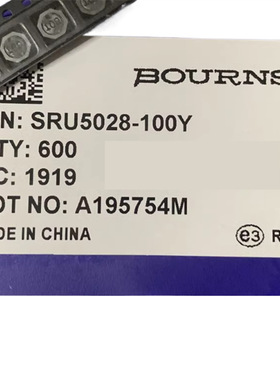 BOURNS
N: SRU5028-100Y
TY: 600
C: 1919
OT NO: A195754M
DE IN CHINA
e3 R